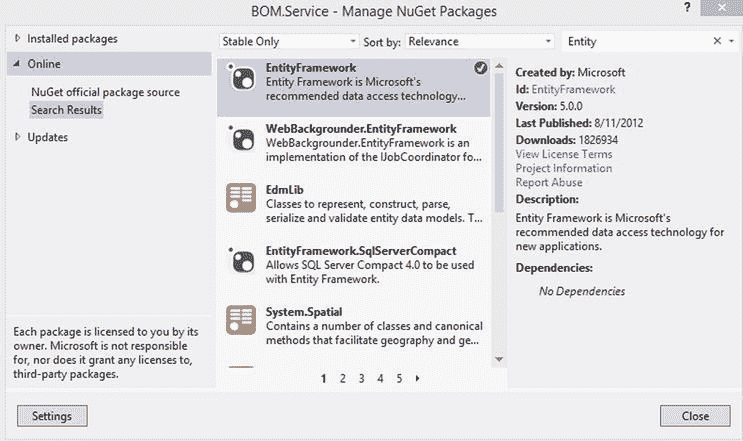 BOM.Service - Manage NuGet Packages
?
Installed packages
Online
NuGet official package source
Search Results
Updates
Each package is licensed to you by its
owner. Microsoft is not responsible
for, nor does it grant any licenses to,
third-party packages.
Stable Only
Sort by: Relevance
EntityFramework
Entity Framework is Microsoft's
recommended data access technology...
WebBackgrounder.EntityFramework
WebBackgrounder.EntityFramework is an
implementation of the IJobCoordinator fo...
EdmLib
Classes to represent, construct, parse,
serialize and validate entity data models. T...
EntityFramework.SqlServerCompact
Allows SQL Server Compact 4.0 to be used
with Entity Framework.
System.Spatial
Contains a number of classes and canonical
methods that facilitate geography and ge...
1 2 3 4 5
Entity
Created by: Microsoft
Id: EntityFramework
Version: 5.0.0
Last Published: 8/11/2012
Downloads: 1826934
View License Terms
Project Information
Report Abuse
Description:
Entity Framework is Microsoft's
recommended data access technology for
new applications.
Dependencies:
No Dependencies
Settings
Close